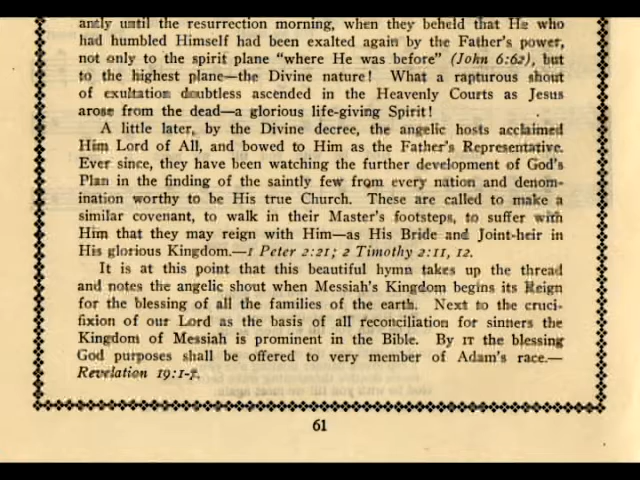 antly until the resurrection morning, when they beheld that He who
had humbled Himself had been exalted again by the Father's power,
not only to the spirit plane "where He was before" (John 6:62), but
to the highest plane—the Divine nature! What a rapturous shout
of exultation doubtless ascended in the Heavenly Courts as Jesus
arose from the dead—a glorious life-giving Spirit!
A little later, by the Divine decree, the angelic hosts acclaimed
Him Lord of All, and bowed to Him as the Father's Representative.
Ever since, they have been watching the further development of God's
Plan in the finding of the saintly few from every nation and denom-
ination worthy to be His true Church. These are called to make a
similar covenant, to walk in their Master's footsteps, to suffer with
Him that they may reign with Him—as His Bride and Joint-heir in
His glorious Kingdom.—1 Peter 2:21; 2 Timothy 2:11, 12.
It is at this point that this beautiful hymn takes up the thread
and notes the angelic shout when Messiah's Kingdom begins its Reign
for the blessing of all the families of the earth. Next to the cruci-
fixion of our Lord as the basis of all reconciliation for sinners the
Kingdom of Messiah is prominent in the Bible. By IT the blessing
God purposes shall be offered to very member of Adam's race.—
Revelation 19:1-7.
61